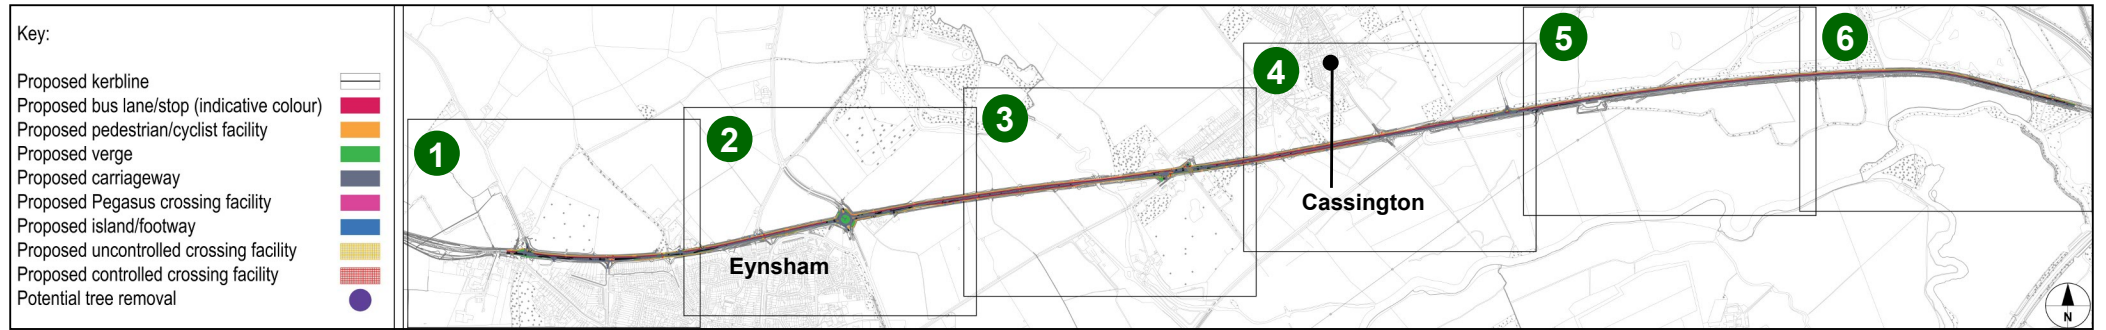 Key:
Proposed kerbline
Proposed bus lane/stop (indicative colour)
Proposed pedestrian/cyclist facility
Proposed verge
Proposed carriageway
Proposed Pegasus crossing facility
Proposed island/footway
Proposed uncontrolled crossing facility
Proposed controlled crossing facility
Potential tree removal
1
2
3
4
5
6
Eynsham
Cassington
N